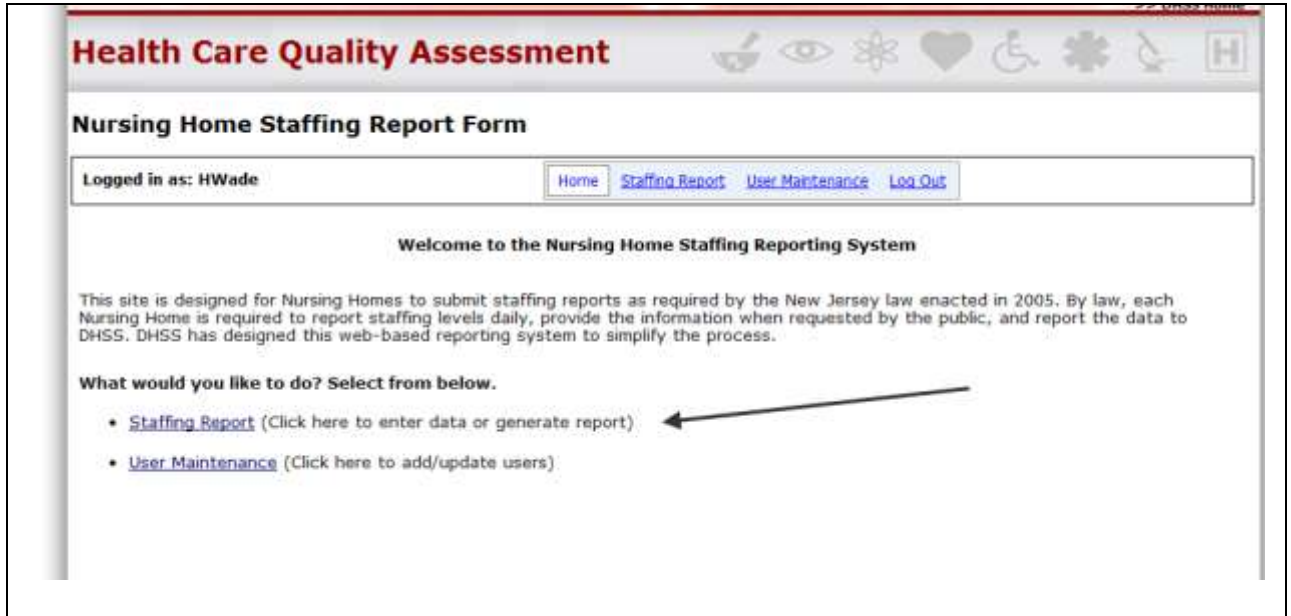 >> DHSS Home
Health Care Quality Assessment
H
Nursing Home Staffing Report Form
Logged in as: HWade
Home Staffing Report User Maintenance Log Out
Welcome to the Nursing Home Staffing Reporting System
This site is designed for Nursing Homes to submit staffing reports as required by the New Jersey law enacted in 2005. By law, each
Nursing Home is required to report staffing levels daily, provide the information when requested by the public, and report the data to
DHSS. DHSS has designed this web-based reporting system to simplify the process.
What would you like to do? Select from below.
• Staffing Report (Click here to enter data or generate report)
• User Maintenance (Click here to add/update users)